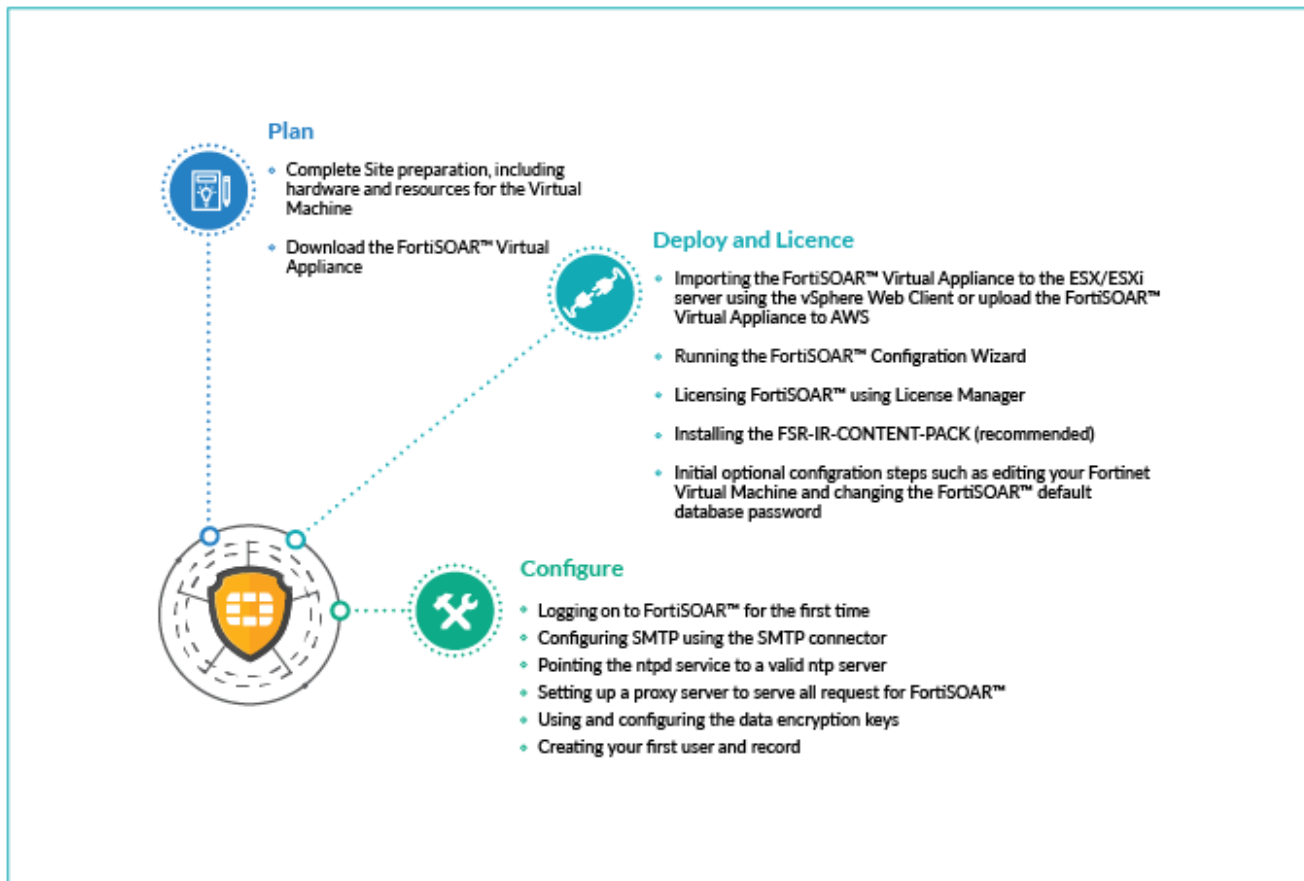 Plan
Complete Site preparation, including
hardware and resources for the Virtual
Machine
Download the FortiSOAR™ Virtual
Appliance
Deploy and Licence
Importing the FortiSOAR™ Virtual Appliance to the ESX/ESXi
server using the vSphere Web Client or upload the FortiSOAR™
Virtual Appliance to AWS
Running the FortiSOAR™ Configration Wizard
Licensing FortiSOAR™ using License Manager
Installing the FSR-IR-CONTENT-PACK (recommended)
Initial optional configration steps such as editing your Fortinet
Virtual Machine and changing the FortiSOAR™ default
database password
Configure
Logging on to FortiSOAR™ for the first time
Configuring SMTP using the SMTP connector
Pointing the ntpd service to a valid ntp server
Setting up a proxy server to serve all request for FortiSOAR™
Using and configuring the data encryption keys
Creating your first user and record